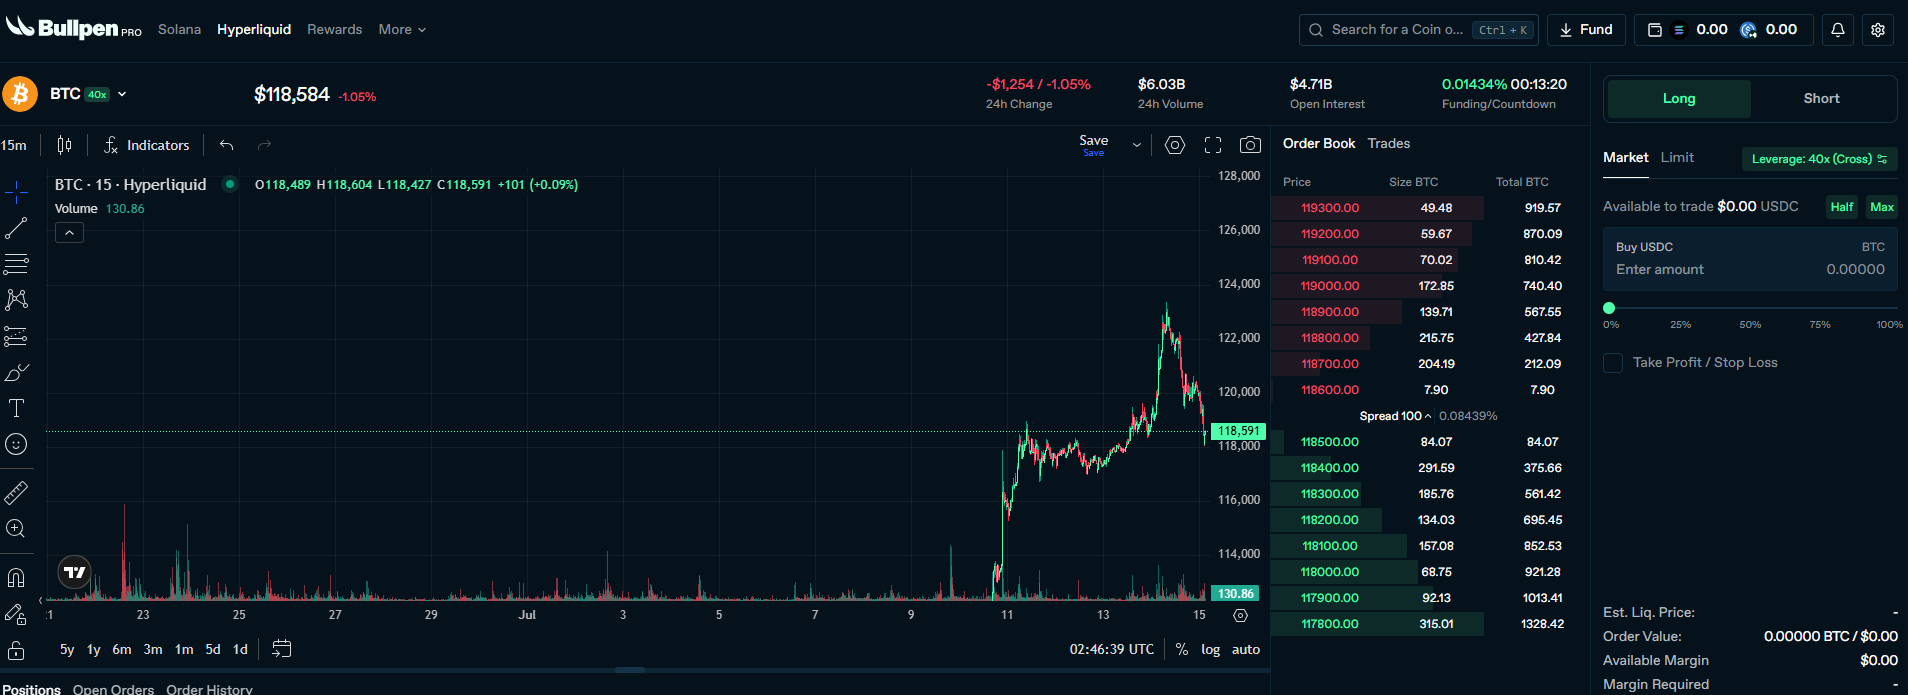 Bullpen PRO Solana Hyperliquid Rewards More
Search for a Coin o... Ctrl + K Fund 0.00 0.00
BTC 40x $118,584 -1.05%
-$1,254 / -1.05% $6.03B $4.71B 0.01434% 00:13:20
24h Change 24h Volume Open Interest Funding/Countdown
Long Short
15m Indicators Save
Save
Order Book Trades
Market Limit Leverage: 40x (Cross)
BTC · 15 · Hyperliquid O118,489 H118,604 L118,427 C118,591 +101 (+0.09%)
Volume 130.86
128,000
126,000
124,000
122,000
120,000
118,591
118,000
116,000
114,000
130.86
23 25 27 29 Jul 3 5 7 9 11 13 15
5y 1y 6m 3m 1m 5d 1d
02:46:39 UTC % log auto
Price Size BTC Total BTC
119300.00 49.48 919.57
119200.00 59.67 870.09
119100.00 70.02 810.42
119000.00 172.85 740.40
118900.00 139.71 567.55
118800.00 215.75 427.84
118700.00 204.19 212.09
118600.00 7.90 7.90
Spread 100 0.08439%
118500.00 84.07 84.07
118400.00 291.59 375.66
118300.00 185.76 561.42
118200.00 134.03 695.45
118100.00 157.08 852.53
118000.00 68.75 921.28
117900.00 92.13 1013.41
117800.00 315.01 1328.42
Available to trade $0.00 USDC Half Max
Buy USDC BTC
Enter amount 0.00000
0% 25% 50% 75% 100%
Take Profit / Stop Loss
Est. Liq. Price: -
Order Value: 0.00000 BTC / $0.00
Available Margin $0.00
Margin Required -
Positions Open Orders Order History